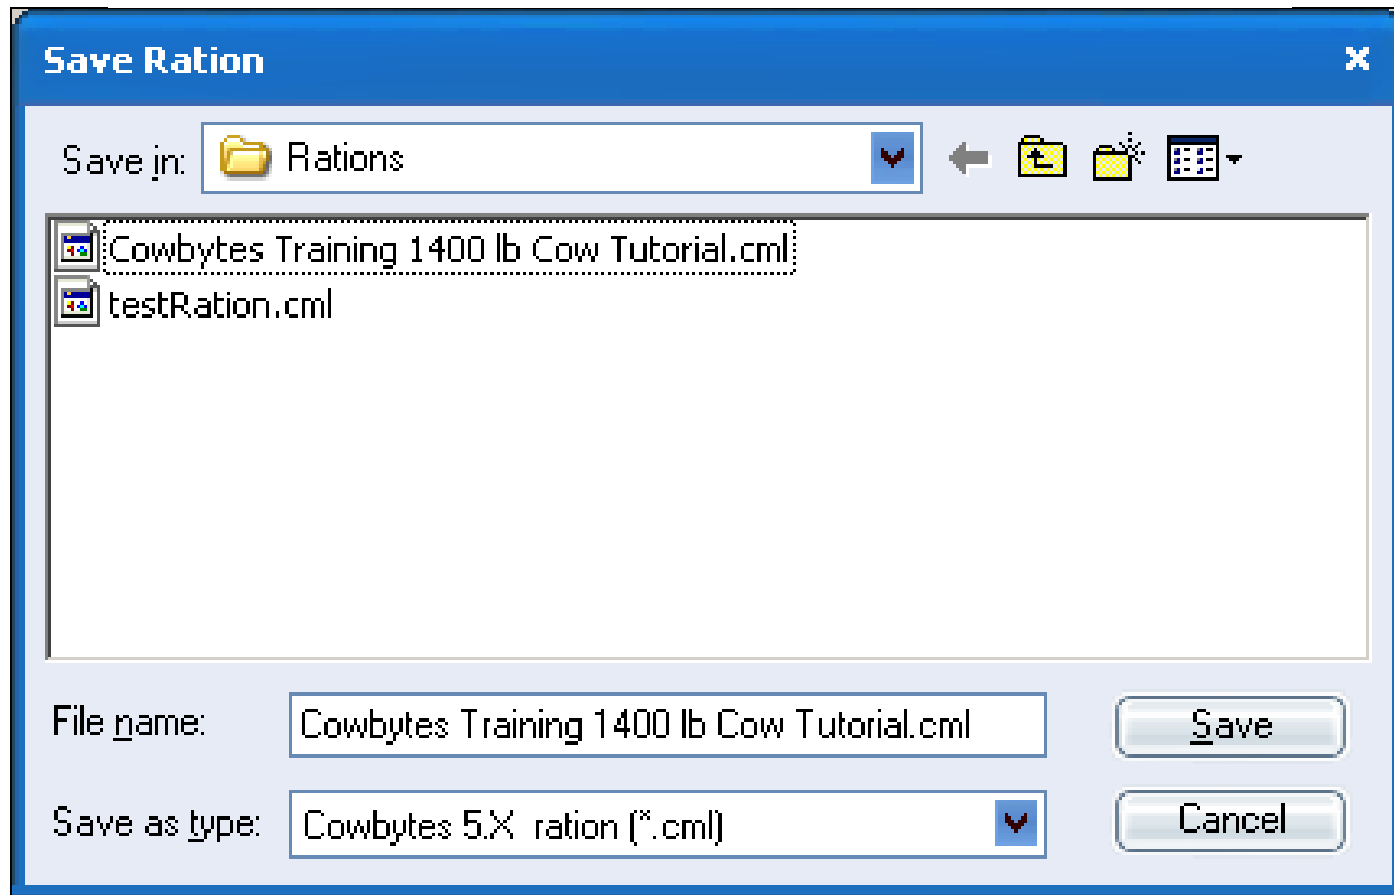 Save Ration
Save in: Rations
Cowbytes Training 1400 lb Cow Tutorial.cml
testRation.cml
File name: Cowbytes Training 1400 lb Cow Tutorial.cml Save
Save as type: Cowbytes 5.X ration (*.cml) Cancel